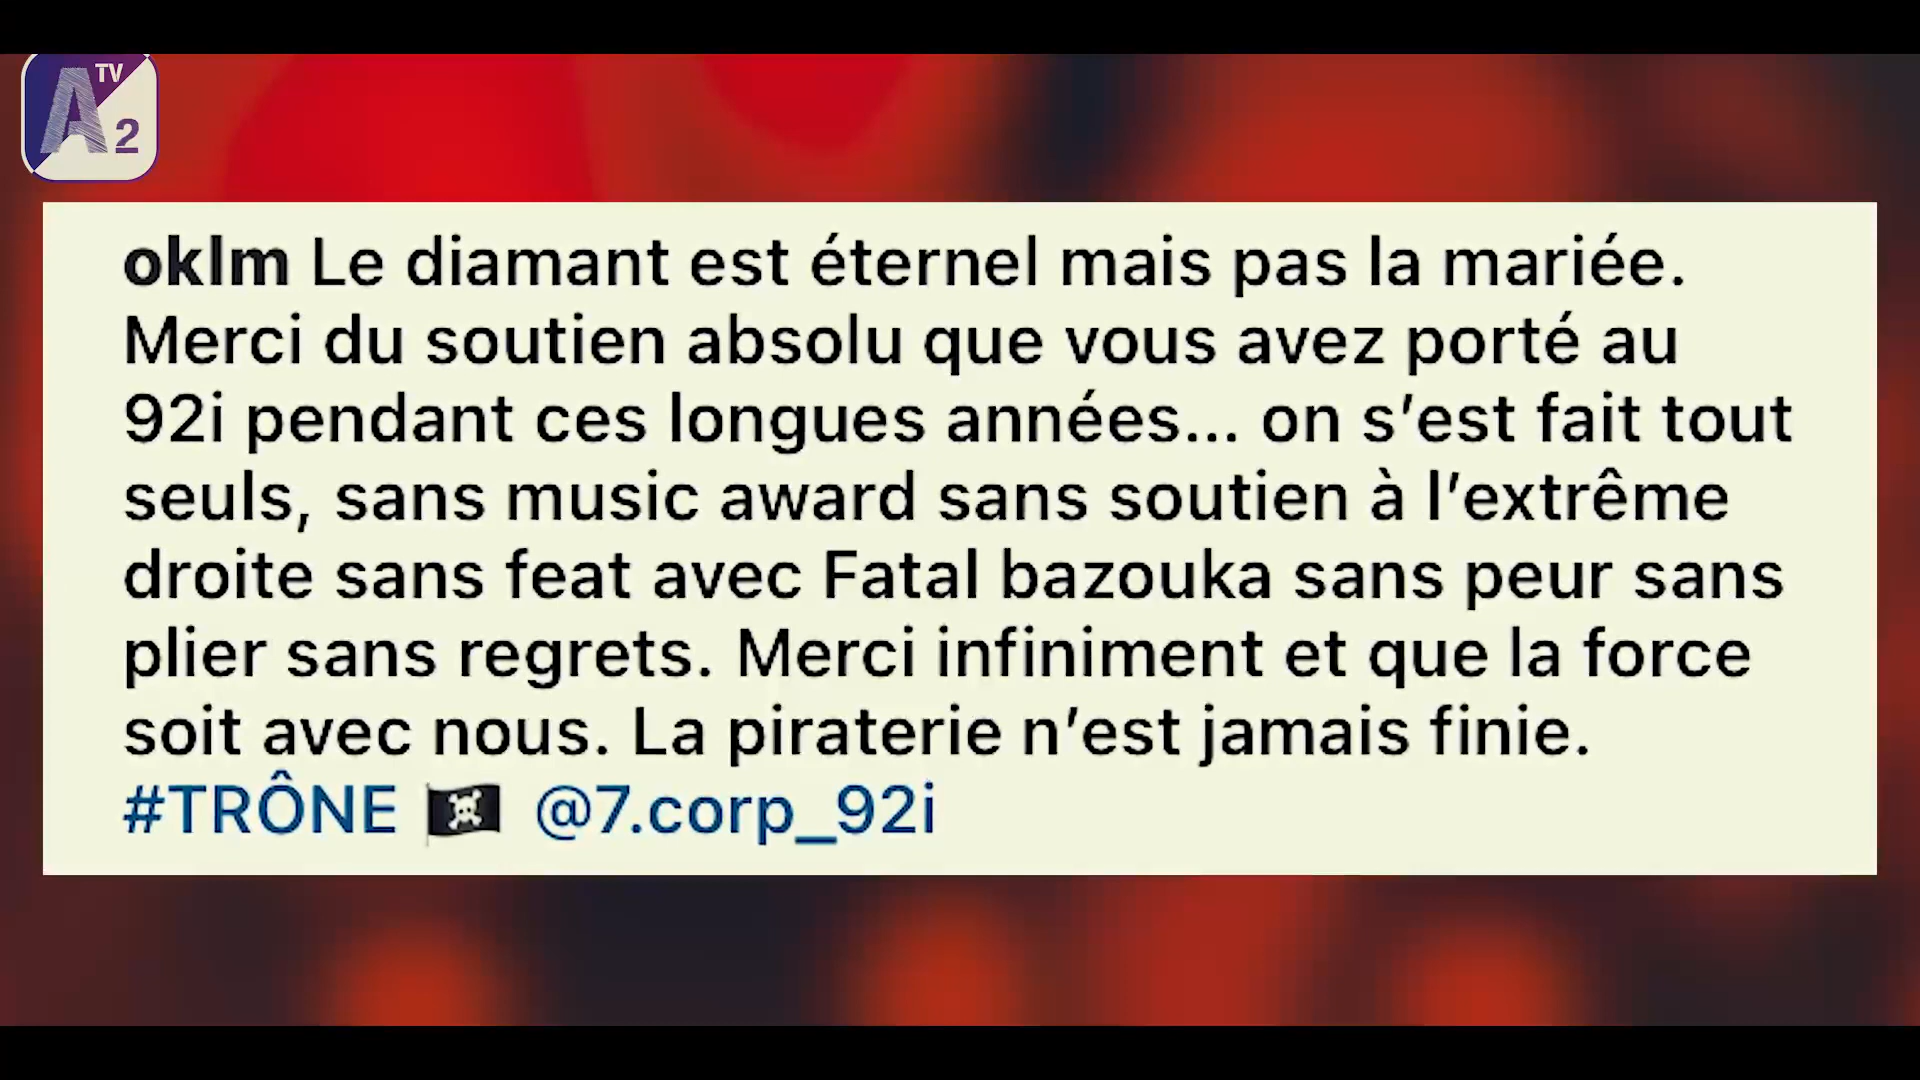 TV
A2
oklm Le diamant est éternel mais pas la mariée.
Merci du soutien absolu que vous avez porté au
92i pendant ces longues années... on s’est fait tout
seuls, sans music award sans soutien à l’extrême
droite sans feat avec Fatal bazouka sans peur sans
plier sans regrets. Merci infiniment et que la force
soit avec nous. La piraterie n’est jamais finie.
#TRÔNE 🏴‍☠️ @7.corp_92i